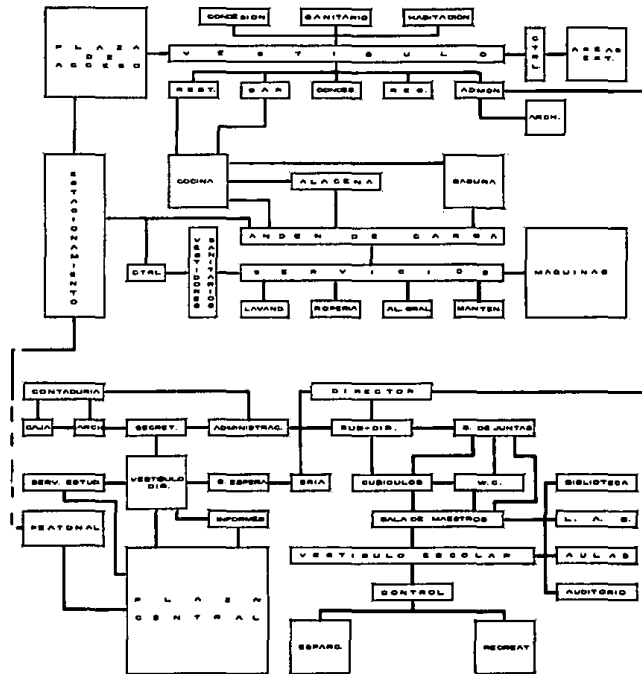 CONCESION SANITARIO HABITACION
PLAZA DE ACCESO
VESTIBULO
CTRL
AREAS EXT.
REST. BAR CONCES. REG. ADMON
ARCH.
ESTACIONAMIENTO
COCINA
ALACENA
BASURA
ANDEN DE CARGA
CTRL
VESTIDORES SANITARIOS
SERVICIOS
MAQUINAS
LAVAND. ROPERIA AL.GRAL. MANTEN.
CONTADURIA
DIRECTOR
CAJA ARCH SECRET. ADMINISTRAC. SUB-DIR. S. DE JUNTAS
SERV. ESTUD. VESTIBULO DIR. S. ESPERA SRIA CUBICULOS W.C. BIBLIOTECA
PEATONAL
INFORMES
SALA DE MAESTROS
L. A. B.
VESTIBULO ESCOLAR
AULAS
PLAZA CENTRAL
CONTROL
AUDITORIO
ESPARC.
RECREAT.